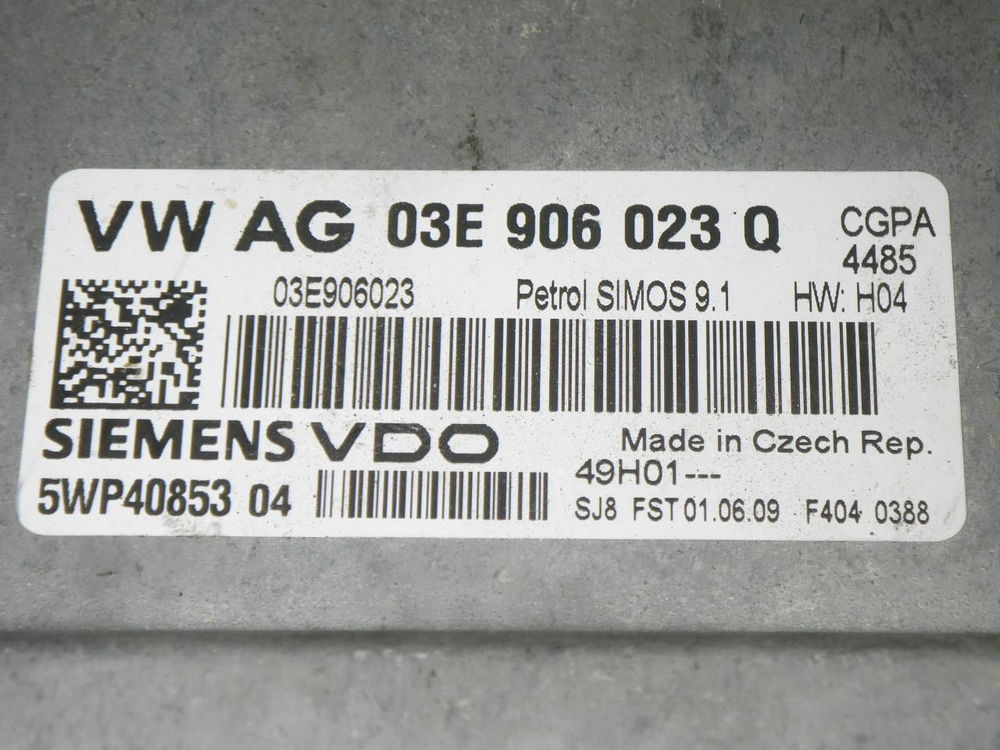 VW AG 03E 906 023 Q CGPA
4485
03E906023 Petrol SIMOS 9.1 HW: H04
SIEMENS VDO Made in Czech Rep.
49H01---
5WP40853 04 SJ8 FST 01.06.09 F404 0388